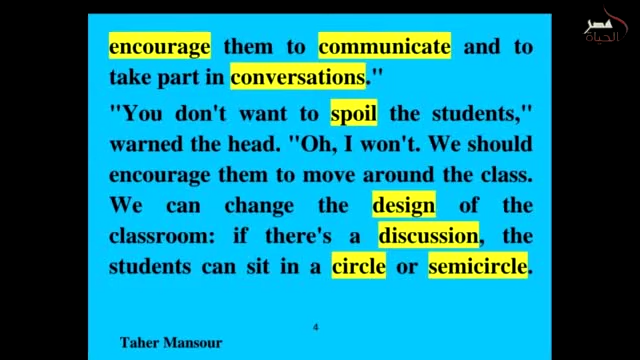 مصر
الحياة
encourage them to communicate and to
take part in conversations."
"You don't want to spoil the students,"
warned the head. "Oh, I won't. We should
encourage them to move around the class.
We can change the design of the
classroom: if there's a discussion, the
students can sit in a circle or semicircle.
4
Taher Mansour